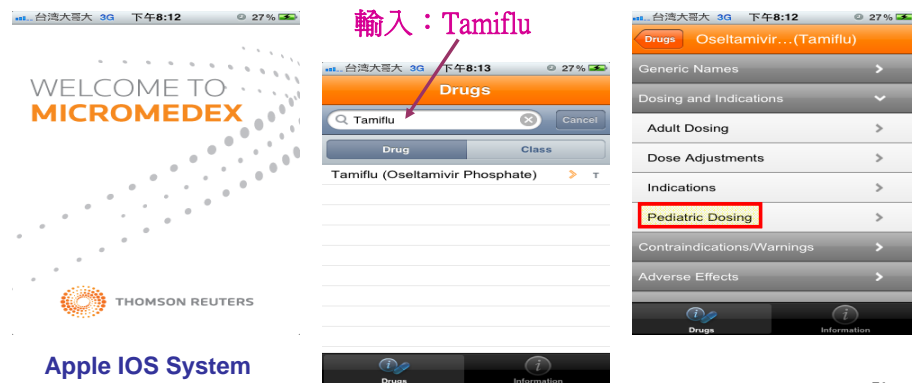 台湾大哥大 3G 下午8:12 27%
WELCOME TO
MICROMEDEX
THOMSON REUTERS
Apple IOS System
輸入：Tamiflu
台湾大哥大 3G 下午8:13 27%
Drugs
Tamiflu
Cancel
Drug Class
Tamiflu (Oseltamivir Phosphate) T
Drugs Information
台湾大哥大 3G 下午8:12 27%
Drugs Oseltamivir...(Tamiflu)
Generic Names
Dosing and Indications
Adult Dosing
Dose Adjustments
Indications
Pediatric Dosing
Contraindications/Warnings
Adverse Effects
Drugs Information